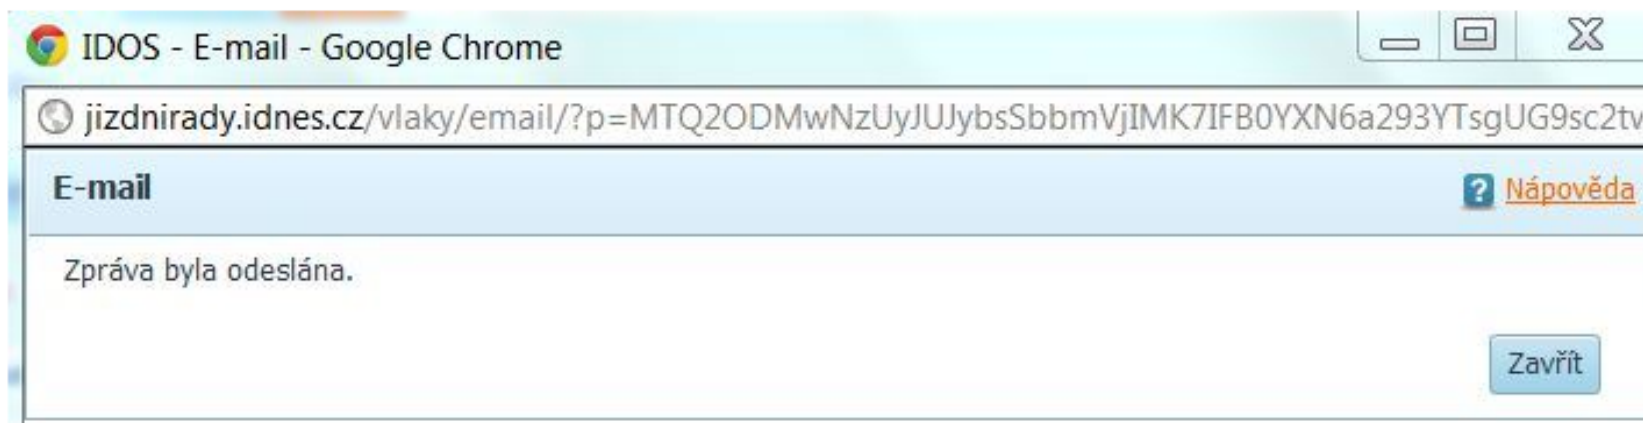 IDOS - E-mail - Google Chrome
jizdnirady.idnes.cz/vlaky/email/?p=MTQ2ODMwNzUyJUJybsSbbmVjIMK7IFB0YXN6a293YTsgUG9sc2tv
E-mail
Nápověda
Zpráva byla odeslána.
Zavřít